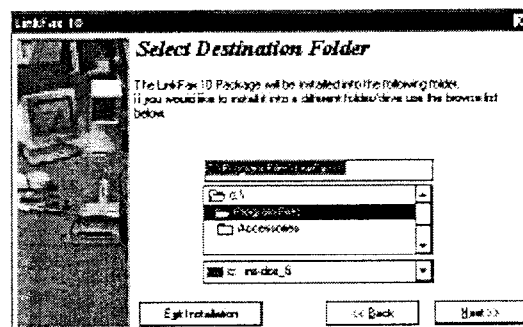 LinkFax 10
Select Destination Folder
The LinkFax 10 Package will be installed into the following folder.
If you would like to install it into a different folder/drive use the browse list
below.
c:\
Program Files
Accessories
c: ms-dos_5
Exit Installation
<< Back
Next >>